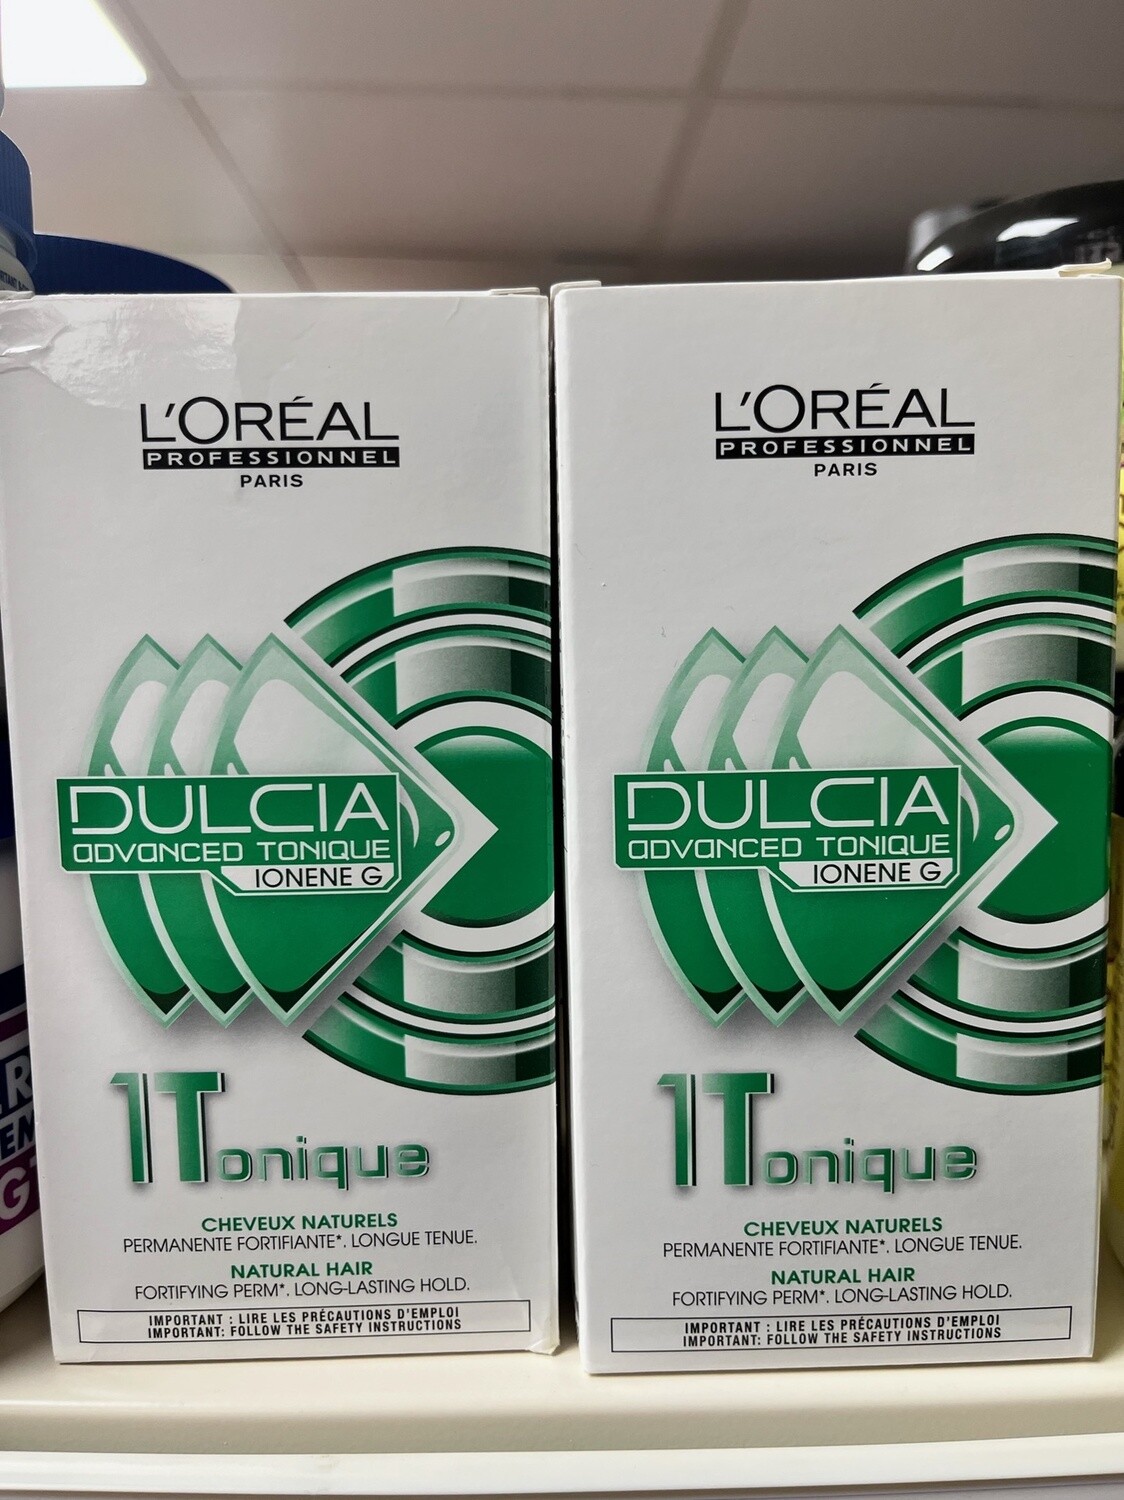 L'ORÉAL
PROFESSIONNEL
PARIS
DULCIA
ADVANCED TONIQUE
IONENE G
1Tonique
CHEVEUX NATURELS
PERMANENTE FORTIFIANTE*. LONGUE TENUE.
NATURAL HAIR
FORTIFYING PERM*. LONG-LASTING HOLD.
IMPORTANT : LIRE LES PRÉCAUTIONS D'EMPLOI
IMPORTANT: FOLLOW THE SAFETY INSTRUCTIONS
L'ORÉAL
PROFESSIONNEL
PARIS
DULCIA
ADVANCED TONIQUE
IONENE G
1Tonique
CHEVEUX NATURELS
PERMANENTE FORTIFIANTE*. LONGUE TENUE.
NATURAL HAIR
FORTIFYING PERM*. LONG-LASTING HOLD.
IMPORTANT : LIRE LES PRÉCAUTIONS D'EMPLOI
IMPORTANT: FOLLOW THE SAFETY INSTRUCTIONS